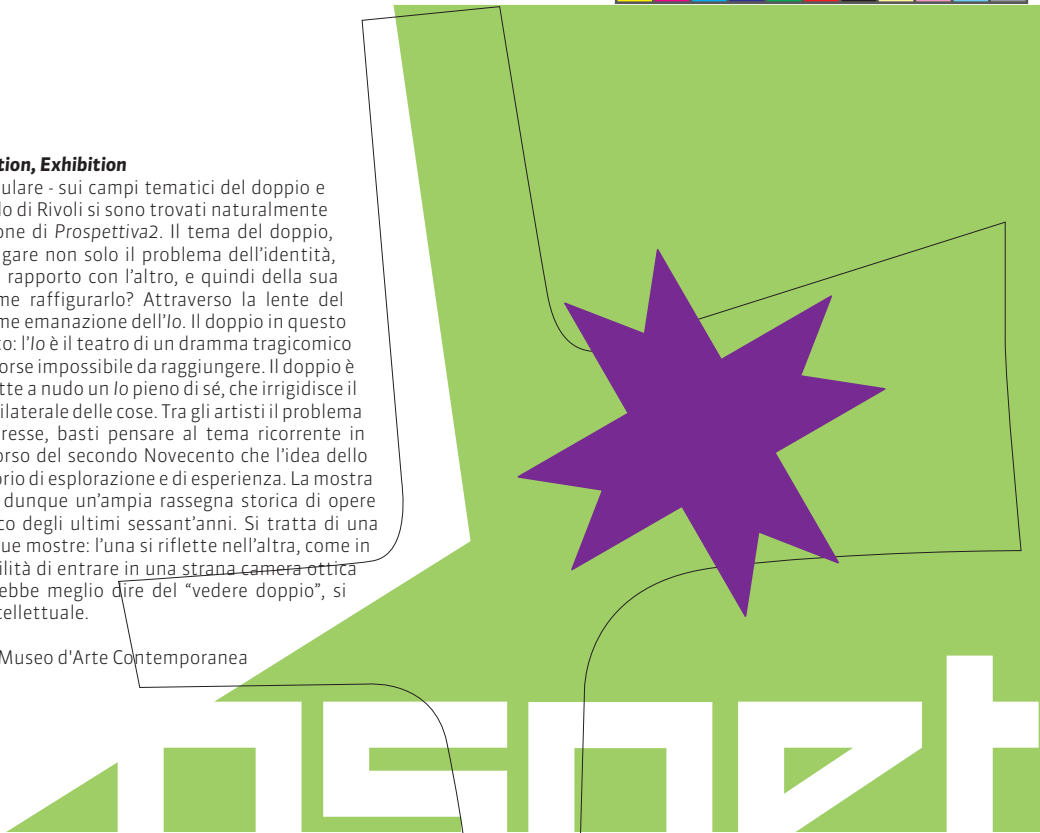 tion, Exhibition
ulare - sui campi tematici del doppio e
lo di Rivoli si sono trovati naturalmente
one di Prospettiva2. Il tema del doppio,
gare non solo il problema dell’identità,
rapporto con l’altro, e quindi della sua
me raffigurarlo? Attraverso la lente del
me emanazione dell’Io. Il doppio in questo
to: l’Io è il teatro di un dramma tragicomico
orse impossibile da raggiungere. Il doppio è
tte a nudo un Io pieno di sé, che irrigidisce il
ilaterale delle cose. Tra gli artisti il problema
resse, basti pensare al tema ricorrente in
orso del secondo Novecento che l’idea dello
rio di esplorazione e di esperienza. La mostra
dunque un’ampia rassegna storica di opere
co degli ultimi sessant’anni. Si tratta di una
ue mostre: l’una si riflette nell’altra, come in
ilità di entrare in una strana camera ottica
ebbe meglio dire del “vedere doppio”, si
tellettuale.
Museo d'Arte Contemporanea
ospet